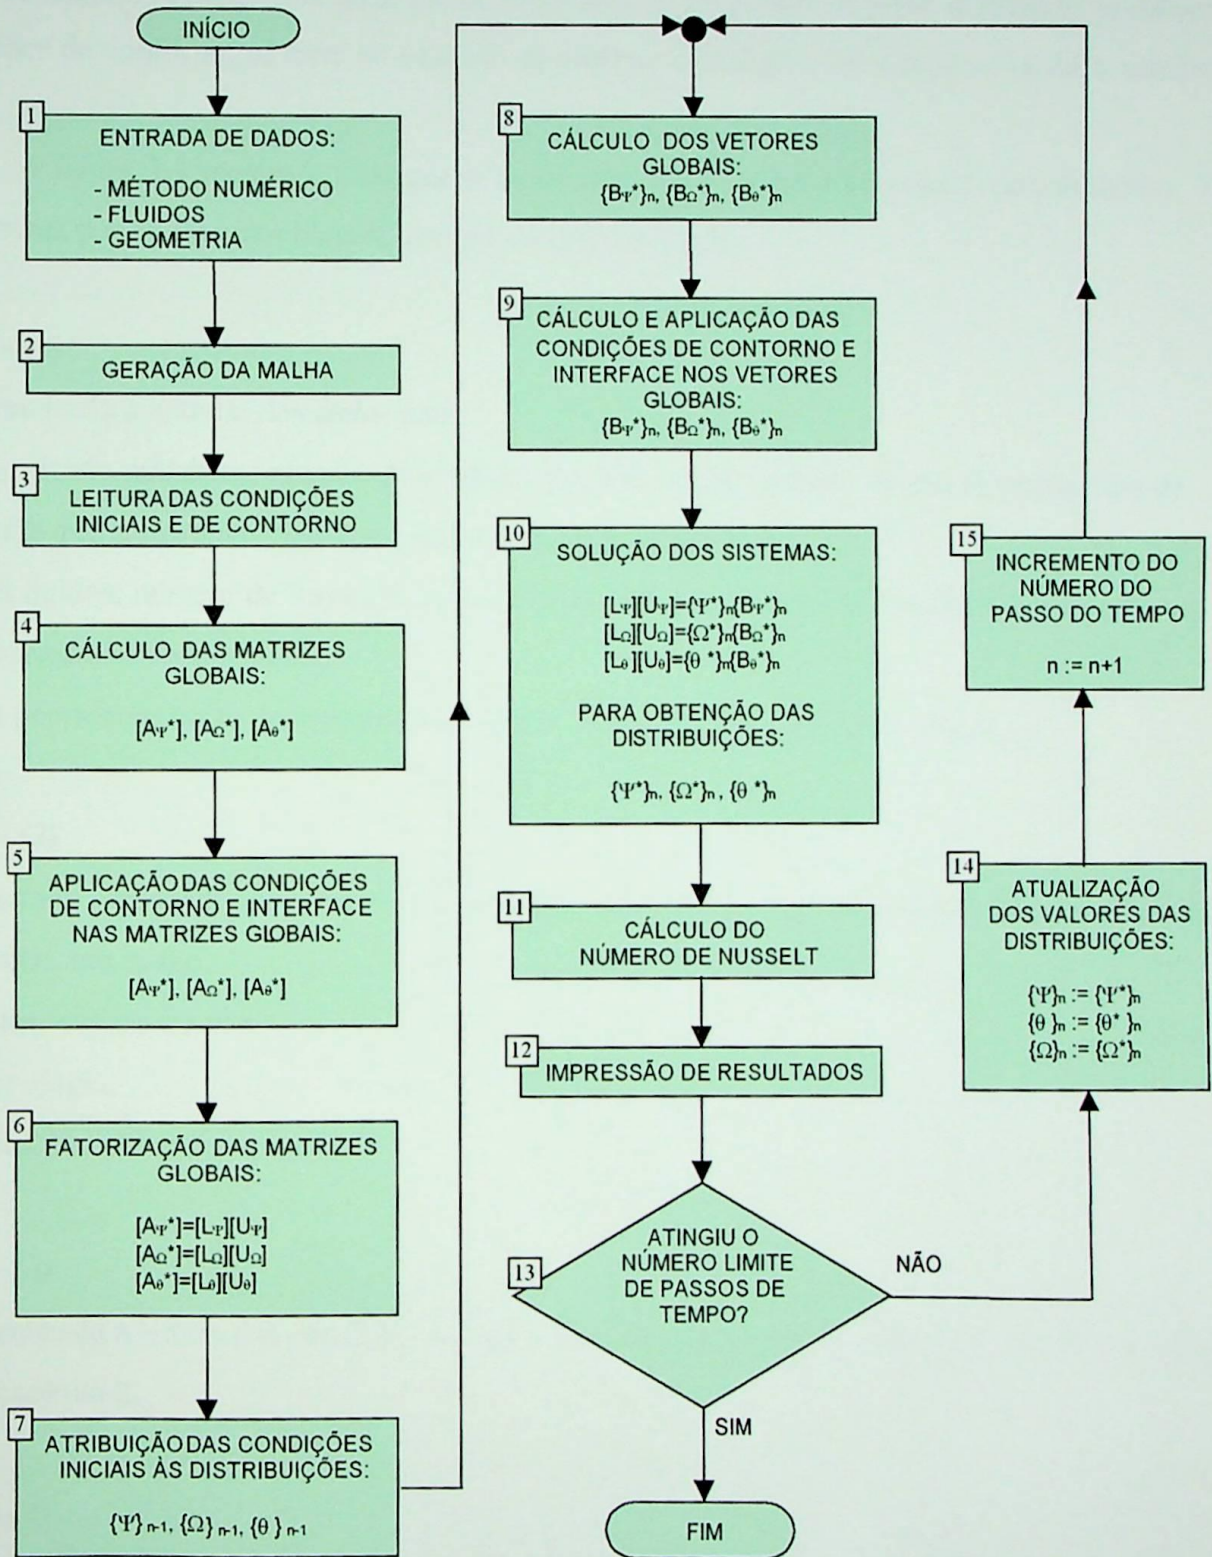 INÍCIO
1
ENTRADA DE DADOS:
- MÉTODO NUMÉRICO
- FLUIDOS
- GEOMETRIA
2
GERAÇÃO DA MALHA
3
LEITURA DAS CONDIÇÕES
INICIAIS E DE CONTORNO
4
CÁLCULO DAS MATRIZES
GLOBAIS:
[AΨ*], [AΩ*], [Aθ*]
5
APLICAÇÃO DAS CONDIÇÕES
DE CONTORNO E INTERFACE
NAS MATRIZES GLOBAIS:
[AΨ*], [AΩ*], [Aθ*]
6
FATORIZAÇÃO DAS MATRIZES
GLOBAIS:
[AΨ*]=[LΨ][UΨ]
[AΩ*]=[LΩ][UΩ]
[Aθ*]=[Lθ][Uθ]
7
ATRIBUIÇÃO DAS CONDIÇÕES
INICIAIS ÀS DISTRIBUIÇÕES:
{Ψ} n-1, {Ω} n-1, {θ } n-1
8
CÁLCULO DOS VETORES
GLOBAIS:
{BΨ*}n, {BΩ*}n, {Bθ*}n
9
CÁLCULO E APLICAÇÃO DAS
CONDIÇÕES DE CONTORNO E
INTERFACE NOS VETORES
GLOBAIS:
{BΨ*}n, {BΩ*}n, {Bθ*}n
10
SOLUÇÃO DOS SISTEMAS:
[LΨ][UΨ]={Ψ*}n{BΨ*}n
[LΩ][UΩ]={Ω*}n{BΩ*}n
[Lθ][Uθ]={θ *}n{Bθ*}n
PARA OBTENÇÃO DAS
DISTRIBUIÇÕES:
{Ψ*}n, {Ω*}n , {θ *}n
11
CÁLCULO DO
NÚMERO DE NUSSELT
12
IMPRESSÃO DE RESULTADOS
13
ATINGIU O
NÚMERO LIMITE
DE PASSOS DE
TEMPO?
NÃO
SIM
FIM
14
ATUALIZAÇÃO
DOS VALORES DAS
DISTRIBUIÇÕES:
{Ψ}n := {Ψ*}n
{θ }n := {θ* }n
{Ω}n := {Ω*}n
15
INCREMENTO DO
NÚMERO DO
PASSO DO TEMPO
n := n+1